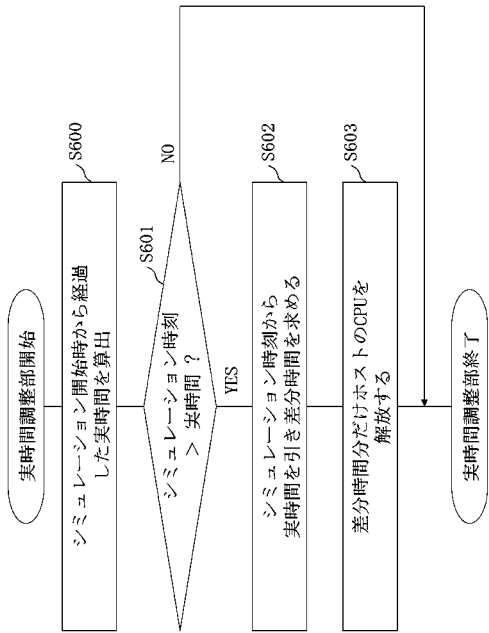 実時間調整部開始
S600
シミュレーション開始時から経過
した実時間を算出
S601
シミュレーション時刻
> 実時間？
NO
YES
S602
シミュレーション時刻から
実時間を引き差分時間を求める
S603
差分時間分だけホストのCPUを
解放する
実時間調整部終了